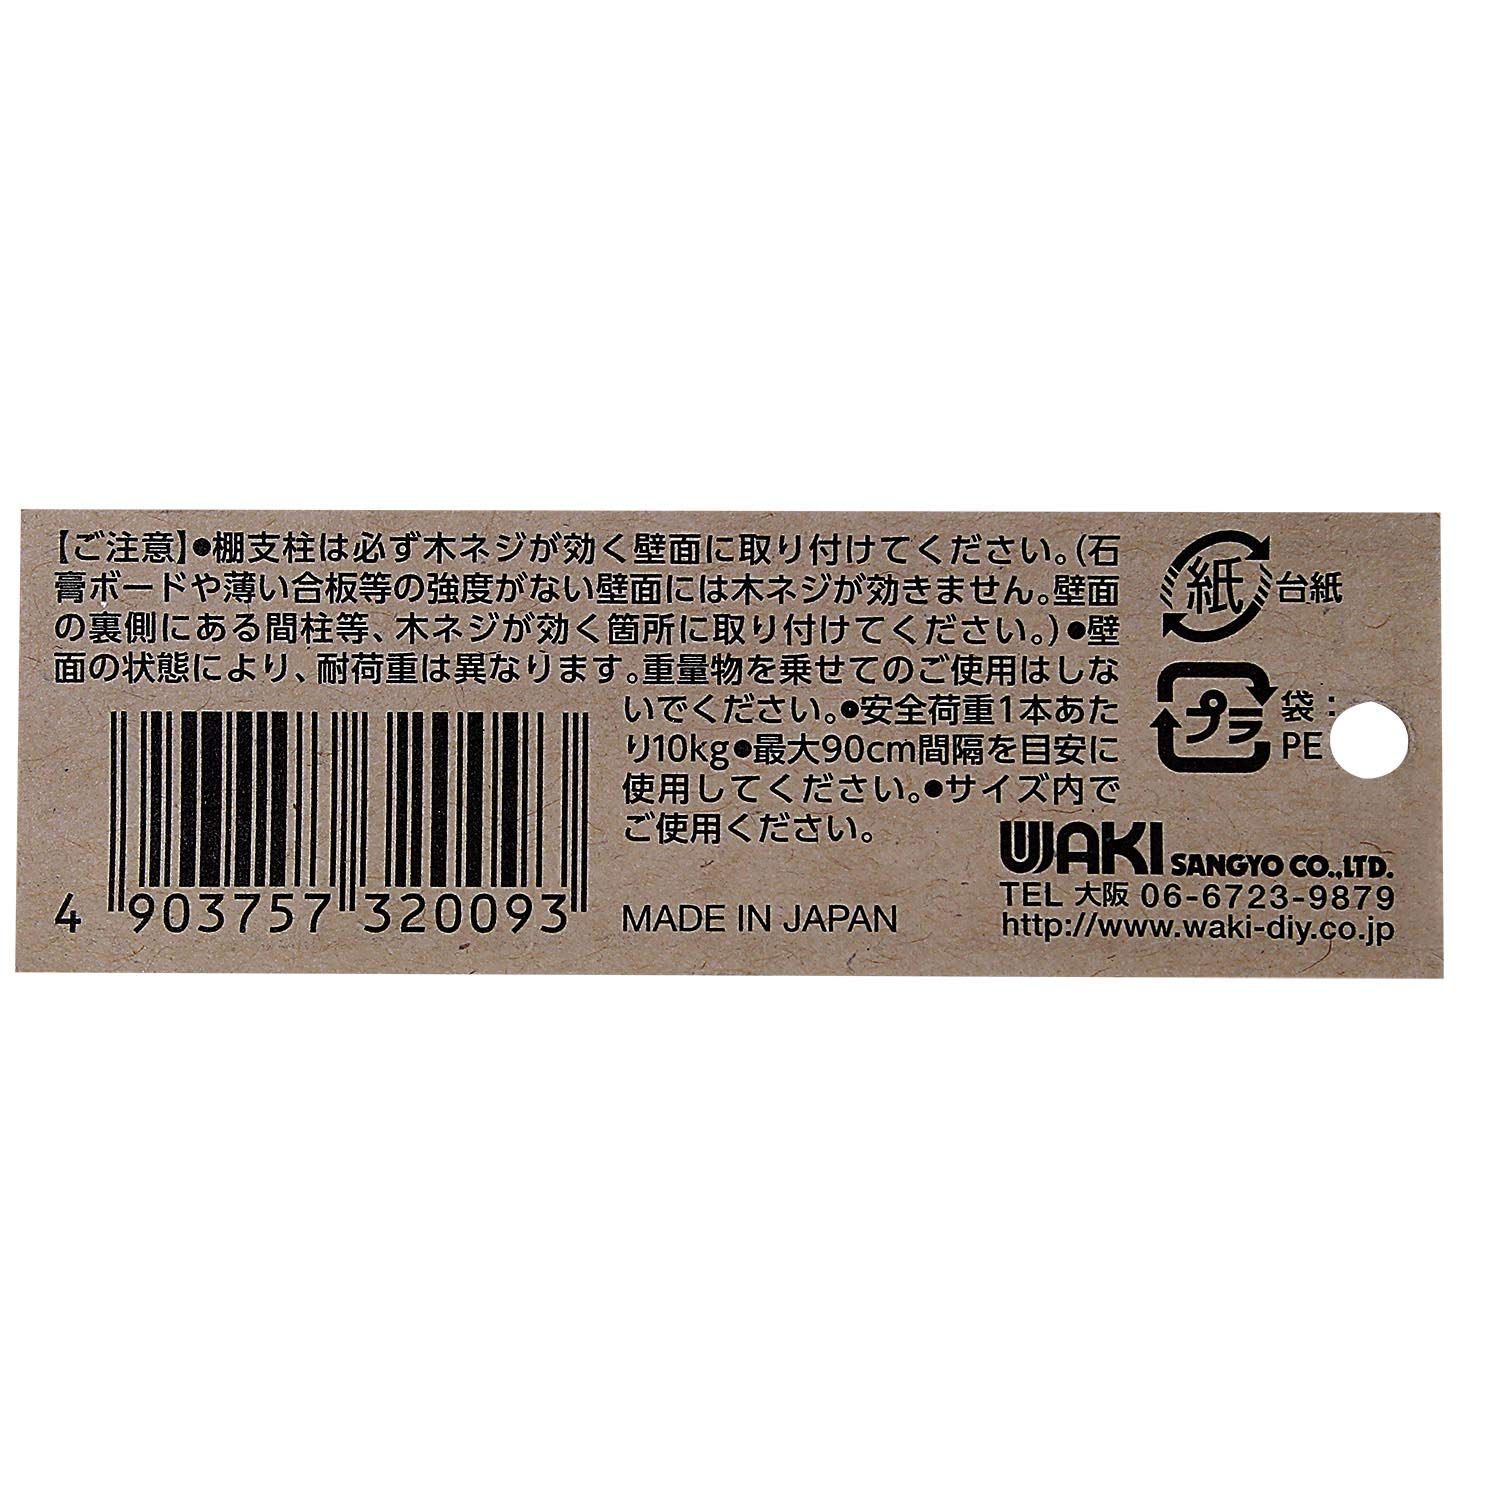 【ご注意】●棚支柱は必ず木ネジが効く壁面に取り付けてください。(石
膏ボードや薄い合板等の強度がない壁面には木ネジが効きません。壁面
の裏側にある間柱等、木ネジが効く箇所に取り付けてください。)●壁
面の状態により、耐荷重は異なります。重量物を乗せてのご使用はしな
いでください。●安全荷重1本あた
り10kg●最大90cm間隔を目安に
使用してください。●サイズ内で
ご使用ください。
4 903757 320093
MADE IN JAPAN
紙 台紙
プラ 袋:
PE
WAKI SANGYO CO.,LTD.
TEL 大阪 06-6723-9879
http://www.waki-diy.co.jp